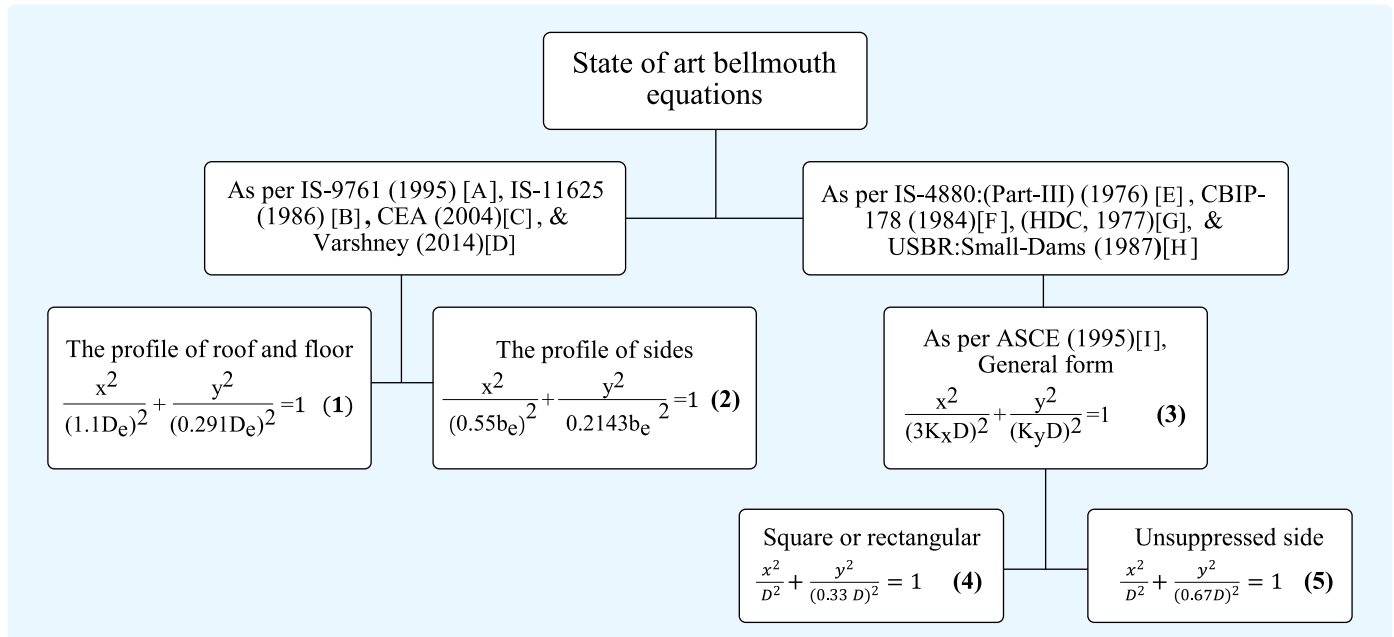 State of art bellmouth
equations
As per IS-9761 (1995) [A], IS-11625
(1986) [B], CEA (2004)[C], &
Varshney (2014)[D]
As per IS-4880:(Part-III) (1976) [E] , CBIP-
178 (1984)[F], (HDC, 1977)[G], &
USBR:Small-Dams (1987)[H]
The profile of roof and floor
x²/(1.1Dₑ)² + y²/(0.291Dₑ)² =1 (1)
The profile of sides
x²/(0.55bₑ)² + y²/0.2143bₑ² =1 (2)
As per ASCE (1995)[I],
General form
x²/(3KₓD)² + y²/(K_yD)² =1 (3)
Square or rectangular
x²/D² + y²/(0.33 D)² = 1 (4)
Unsuppressed side
x²/D² + y²/(0.67D)² = 1 (5)